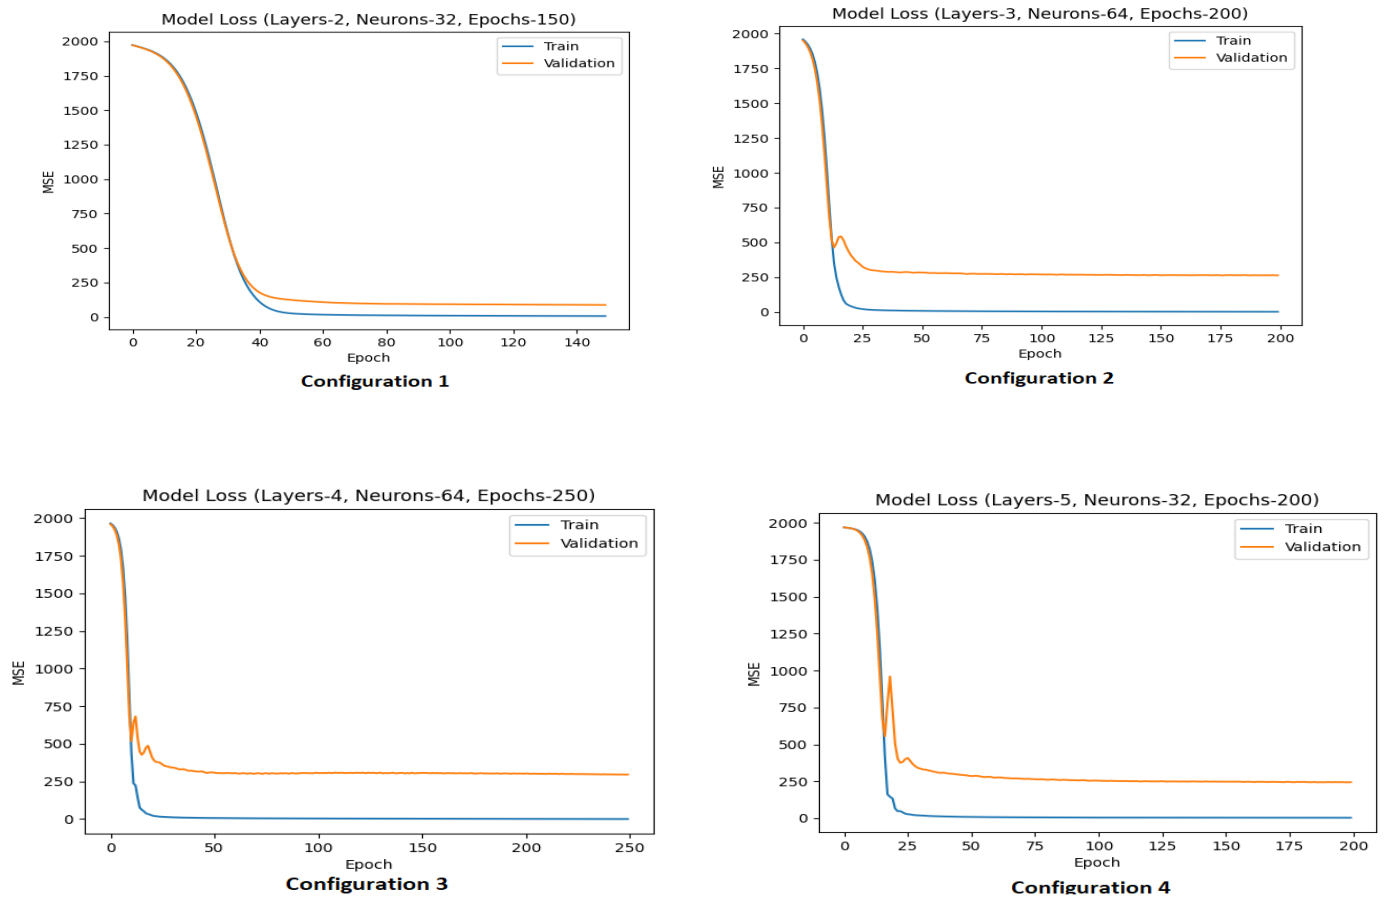 Model Loss (Layers-2, Neurons-32, Epochs-150)
2000
1750
1500
1250
1000
750
500
250
0
MSE
Train
Validation
0 20 40 60 80 100 120 140
Epoch
Configuration 1
Model Loss (Layers-3, Neurons-64, Epochs-200)
2000
1750
1500
1250
1000
750
500
250
0
MSE
Train
Validation
0 25 50 75 100 125 150 175 200
Epoch
Configuration 2
Model Loss (Layers-4, Neurons-64, Epochs-250)
2000
1750
1500
1250
1000
750
500
250
0
MSE
Train
Validation
0 50 100 150 200 250
Epoch
Configuration 3
Model Loss (Layers-5, Neurons-32, Epochs-200)
2000
1750
1500
1250
1000
750
500
250
0
MSE
Train
Validation
0 25 50 75 100 125 150 175 200
Epoch
Configuration 4